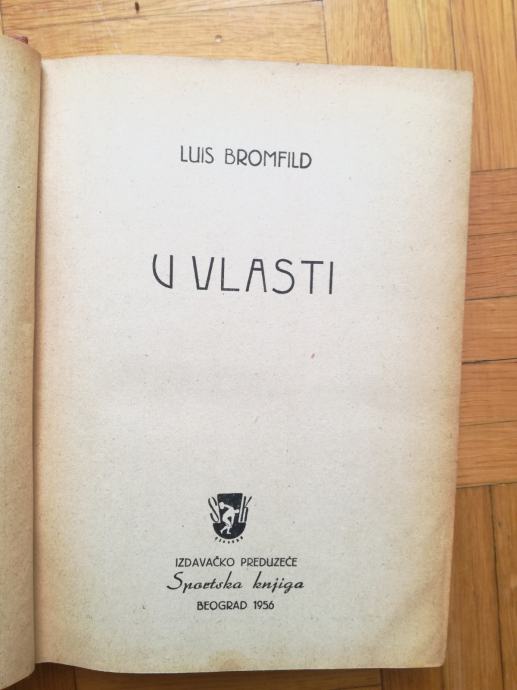 LUIS BROMFILD
U VLASTI
IZDAVAČKO PREDUZEĆE
Sportska knjiga
BEOGRAD 1956